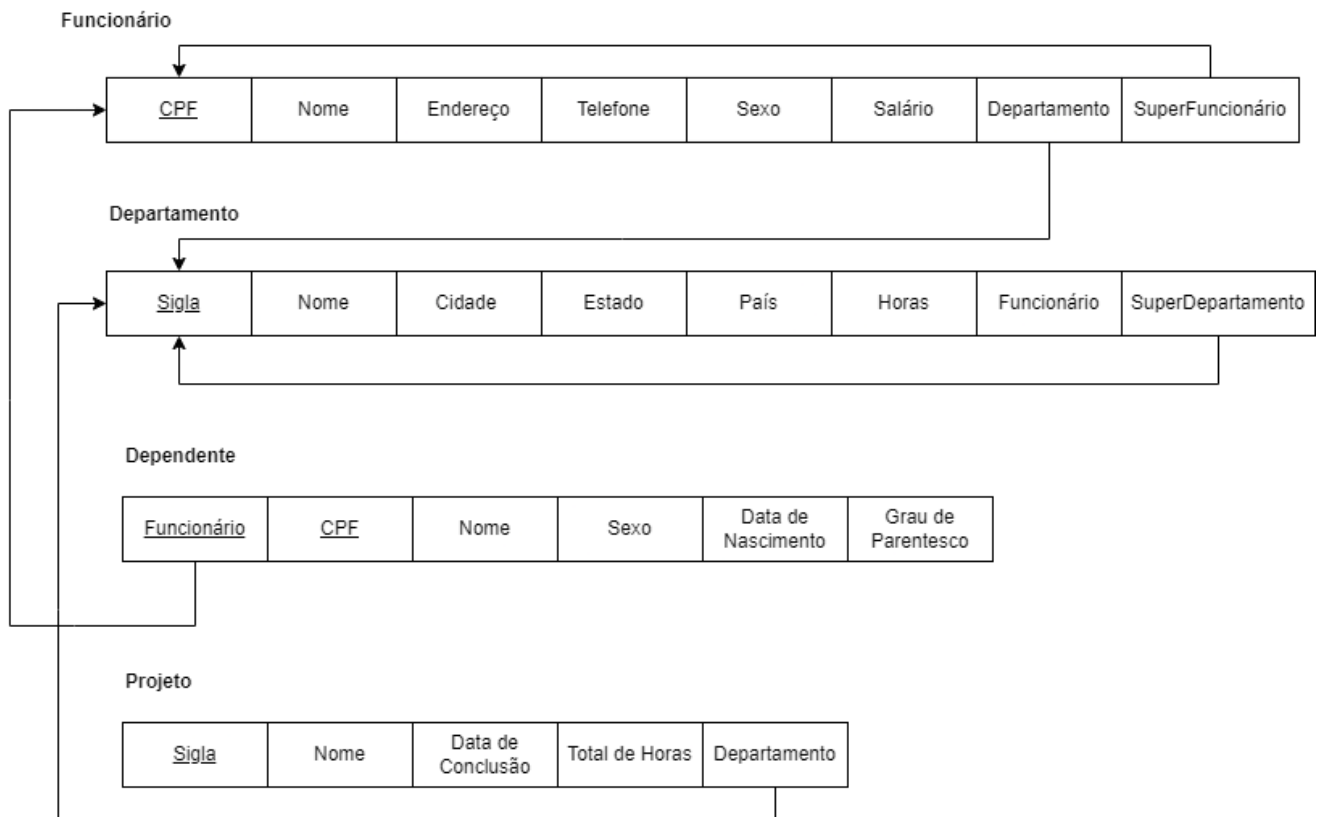 Funcionário
CPF Nome Endereço Telefone Sexo Salário Departamento SuperFuncionário
Departamento
Sigla Nome Cidade Estado País Horas Funcionário SuperDepartamento
Dependente
Funcionário CPF Nome Sexo Data de Nascimento Grau de Parentesco
Projeto
Sigla Nome Data de Conclusão Total de Horas Departamento